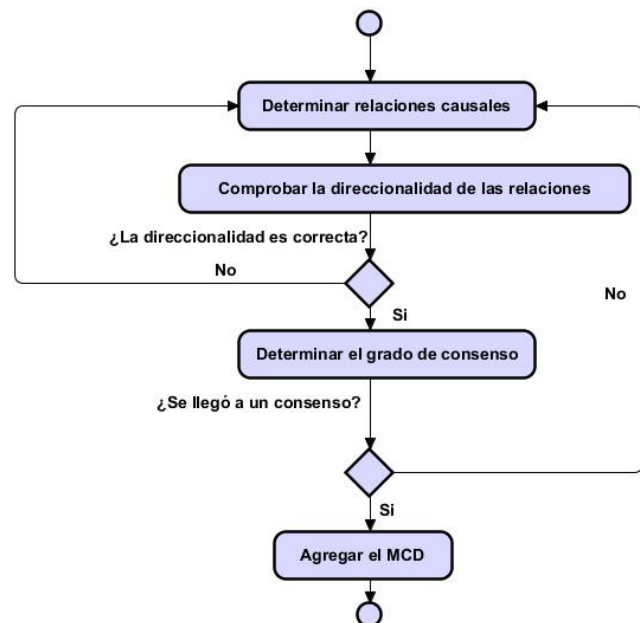 Determinar relaciones causales
Comprobar la direccionalidad de las relaciones
¿La direccionalidad es correcta?
No
No
Si
Determinar el grado de consenso
¿Se llegó a un consenso?
Si
Agregar el MCD